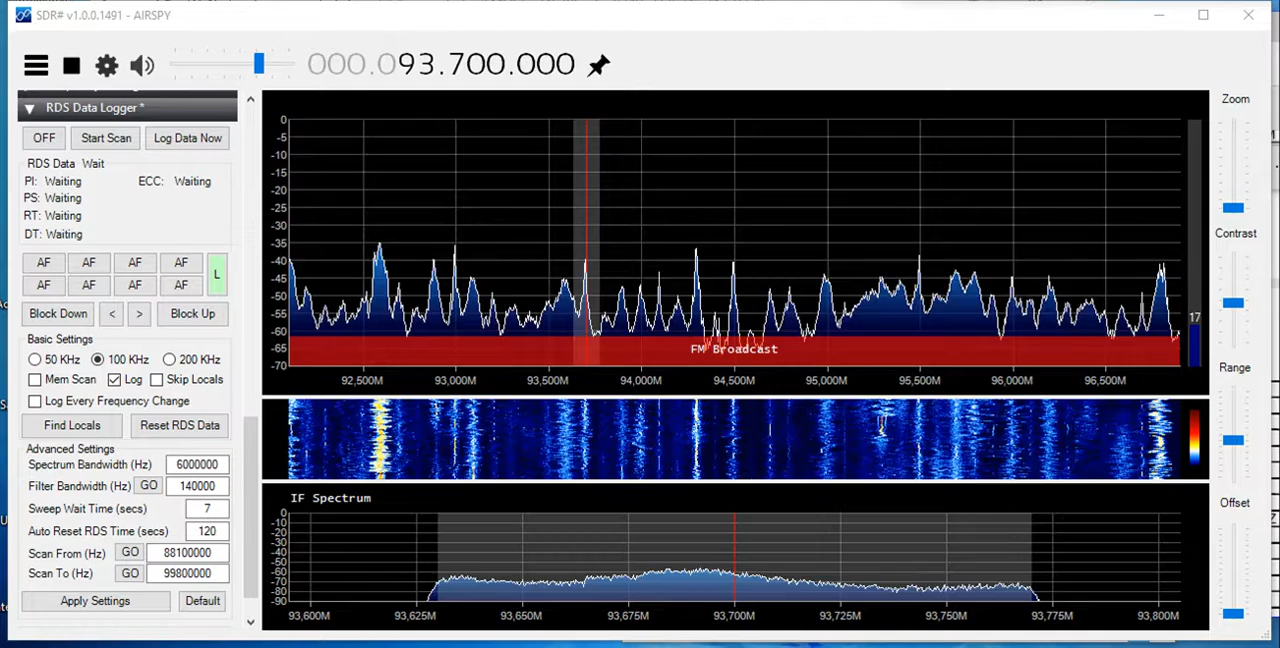 SDR# v1.0.0.1491 - AIRSPY
000.093.700.000
RDS Data Logger *
OFF Start Scan Log Data Now
RDS Data Wait
PI: Waiting ECC: Waiting
PS: Waiting
RT: Waiting
DT: Waiting
AF AF AF AF L
AF AF AF AF
Block Down < > Block Up
Basic Settings
50 KHz 100 KHz 200 KHz
Mem Scan Log Skip Locals
Log Every Frequency Change
Find Locals Reset RDS Data
Advanced Settings
Spectrum Bandwidth (Hz) 6000000
Filter Bandwidth (Hz) GO 140000
Sweep Wait Time (secs) 7
Auto Reset RDS Time (secs) 120
Scan From (Hz) GO 88100000
Scan To (Hz) GO 99800000
Apply Settings Default
0
-5
-10
-15
-20
-25
-30
-35
-40
-45
-50
-55
-60
-65
-70
FM Broadcast
17
92,500M 93,000M 93,500M 94,000M 94,500M 95,000M 95,500M 96,000M 96,500M
IF Spectrum
0
-10
-20
-30
-40
-50
-60
-70
-80
-90
93,600M 93,625M 93,650M 93,675M 93,700M 93,725M 93,750M 93,775M 93,800M
Zoom
Contrast
Range
Offset